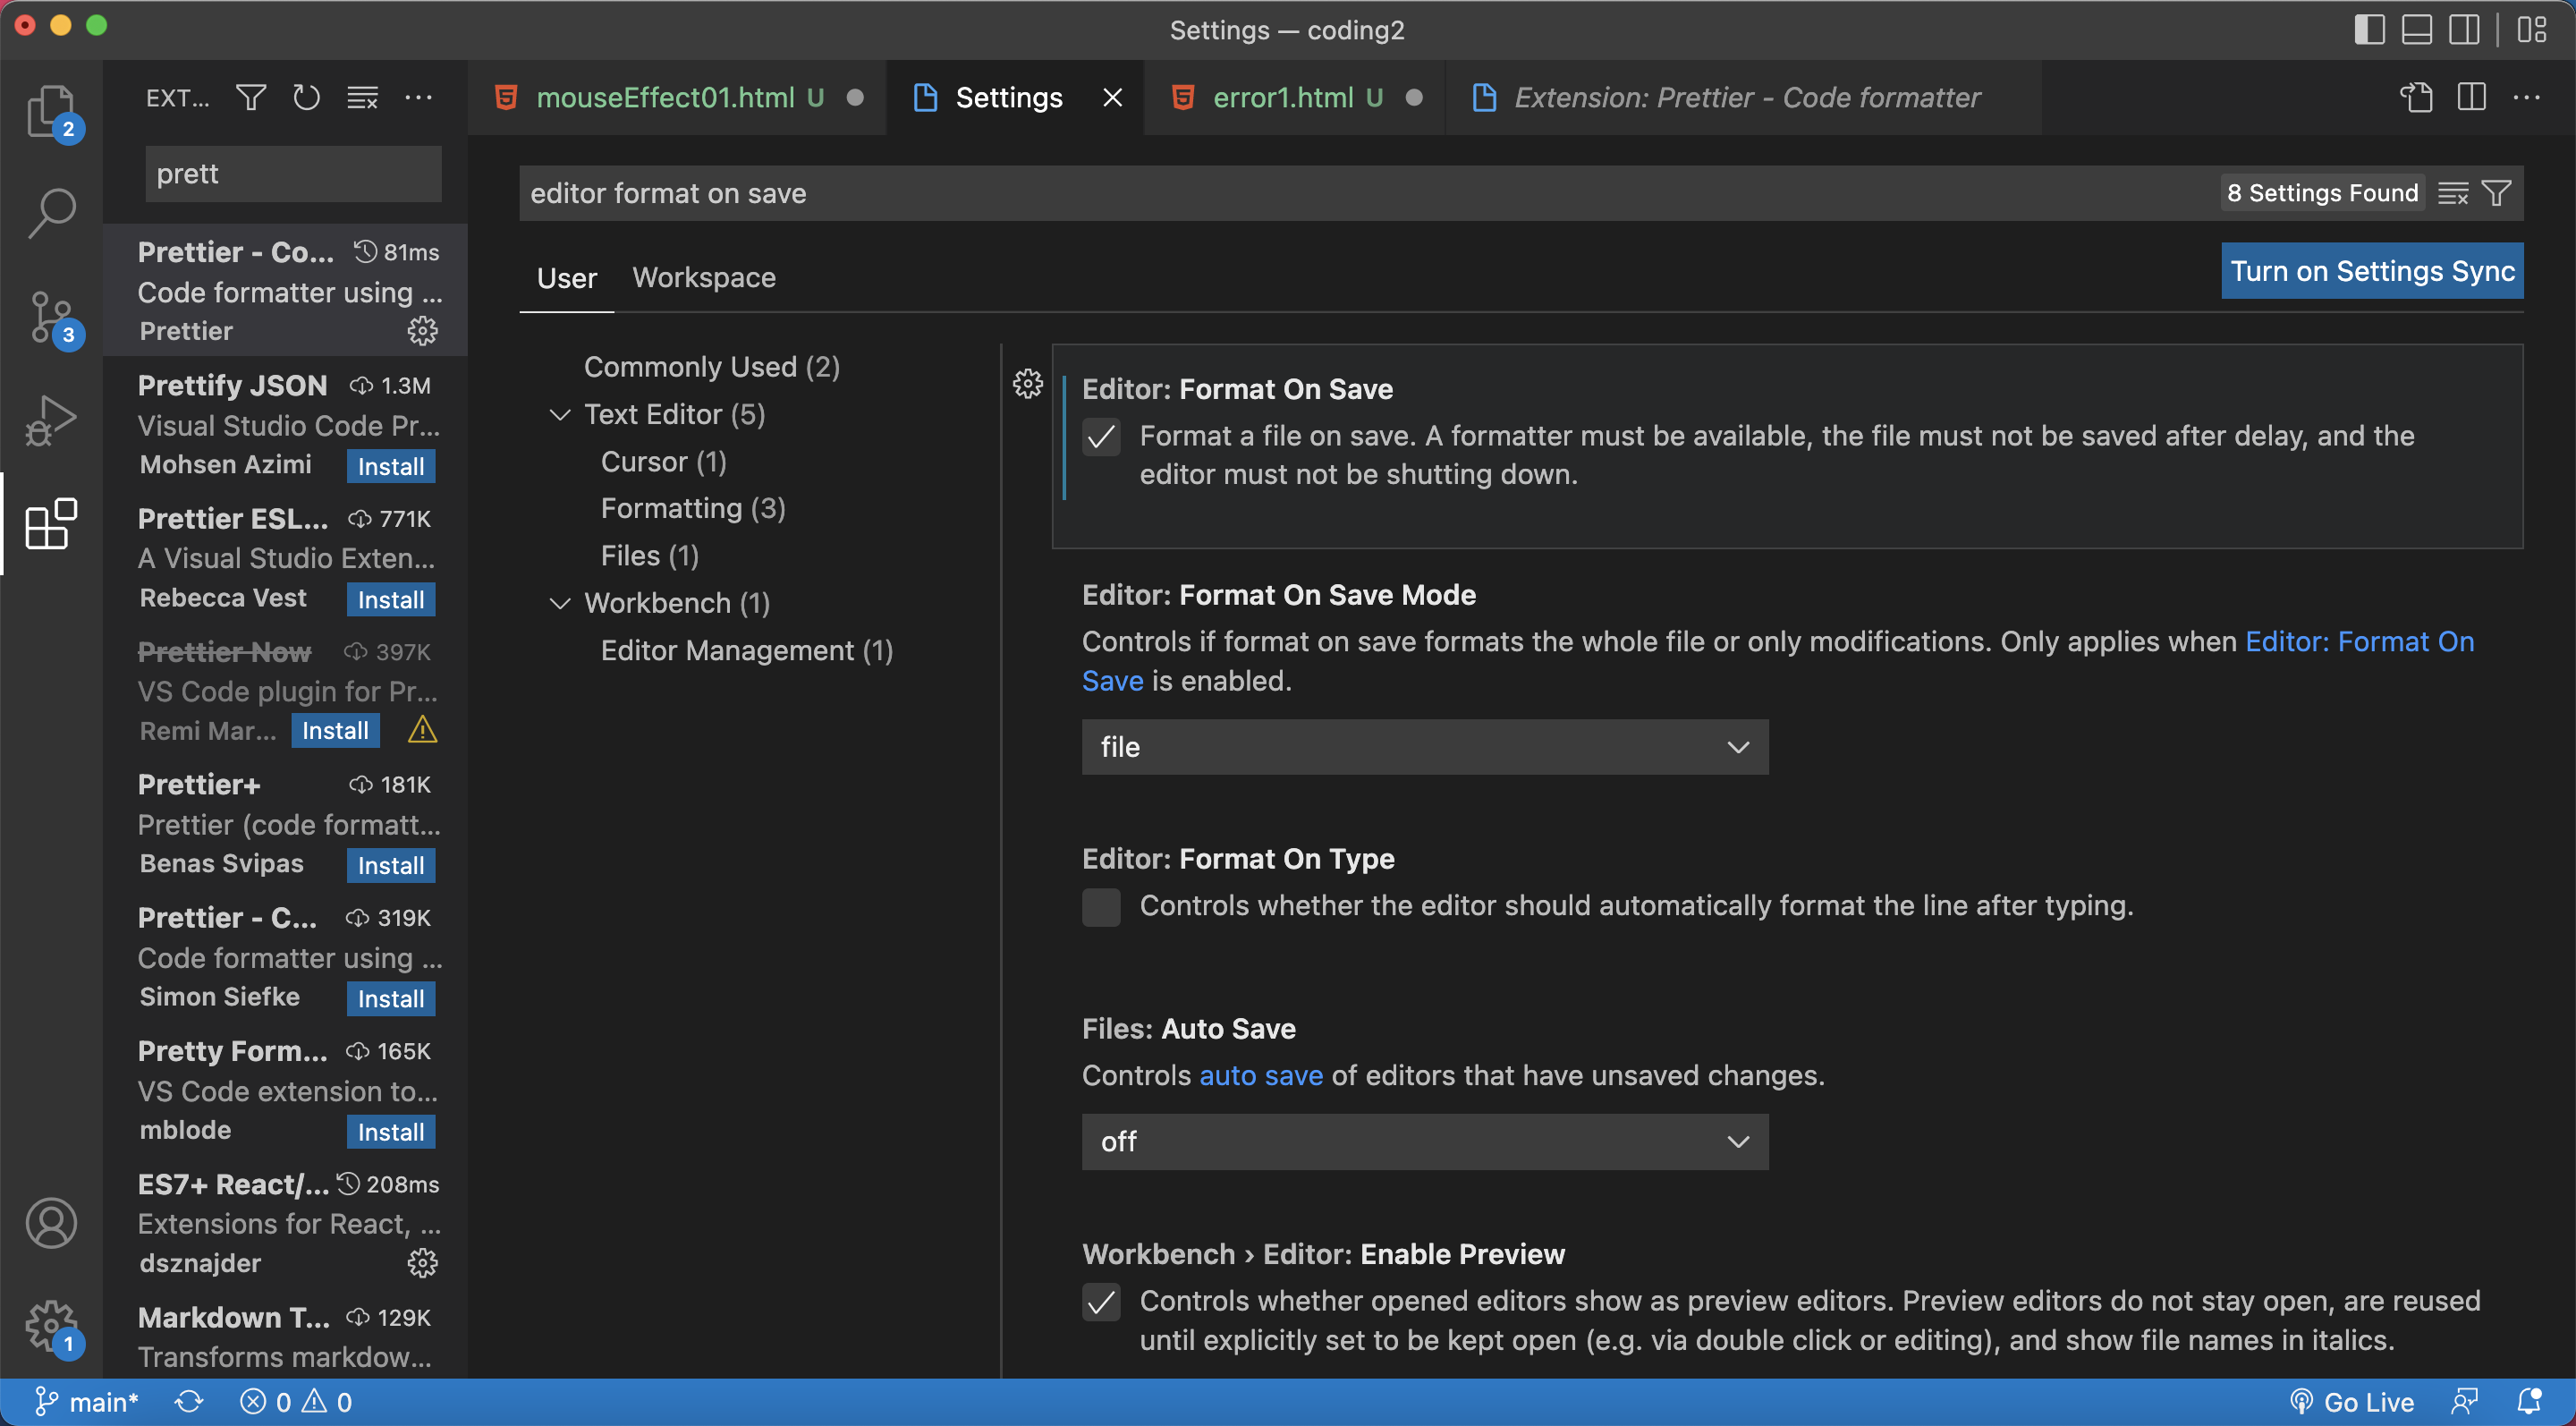 Settings — coding2
EXT...
mouseEffect01.html U
Settings
error1.html U
Extension: Prettier - Code formatter
2
prett
3
1
Prettier - Co... 81ms
Code formatter using ...
Prettier
Prettify JSON 1.3M
Visual Studio Code Pr...
Mohsen Azimi Install
Prettier ESL... 771K
A Visual Studio Exten...
Rebecca Vest Install
Prettier Now 397K
VS Code plugin for Pr...
Remi Mar... Install
Prettier+ 181K
Prettier (code formatt...
Benas Svipas Install
Prettier - C... 319K
Code formatter using ...
Simon Siefke Install
Pretty Form... 165K
VS Code extension to...
mblode Install
ES7+ React/... 208ms
Extensions for React, ...
dsznajder
Markdown T... 129K
Transforms markdow...
editor format on save
8 Settings Found
User Workspace
Turn on Settings Sync
Commonly Used (2)
Text Editor (5)
Cursor (1)
Formatting (3)
Files (1)
Workbench (1)
Editor Management (1)
Editor: Format On Save
Format a file on save. A formatter must be available, the file must not be saved after delay, and the
editor must not be shutting down.
Editor: Format On Save Mode
Controls if format on save formats the whole file or only modifications. Only applies when Editor: Format On
Save is enabled.
file
Editor: Format On Type
Controls whether the editor should automatically format the line after typing.
Files: Auto Save
Controls auto save of editors that have unsaved changes.
off
Workbench › Editor: Enable Preview
Controls whether opened editors show as preview editors. Preview editors do not stay open, are reused
until explicitly set to be kept open (e.g. via double click or editing), and show file names in italics.
main*
0 0
Go Live